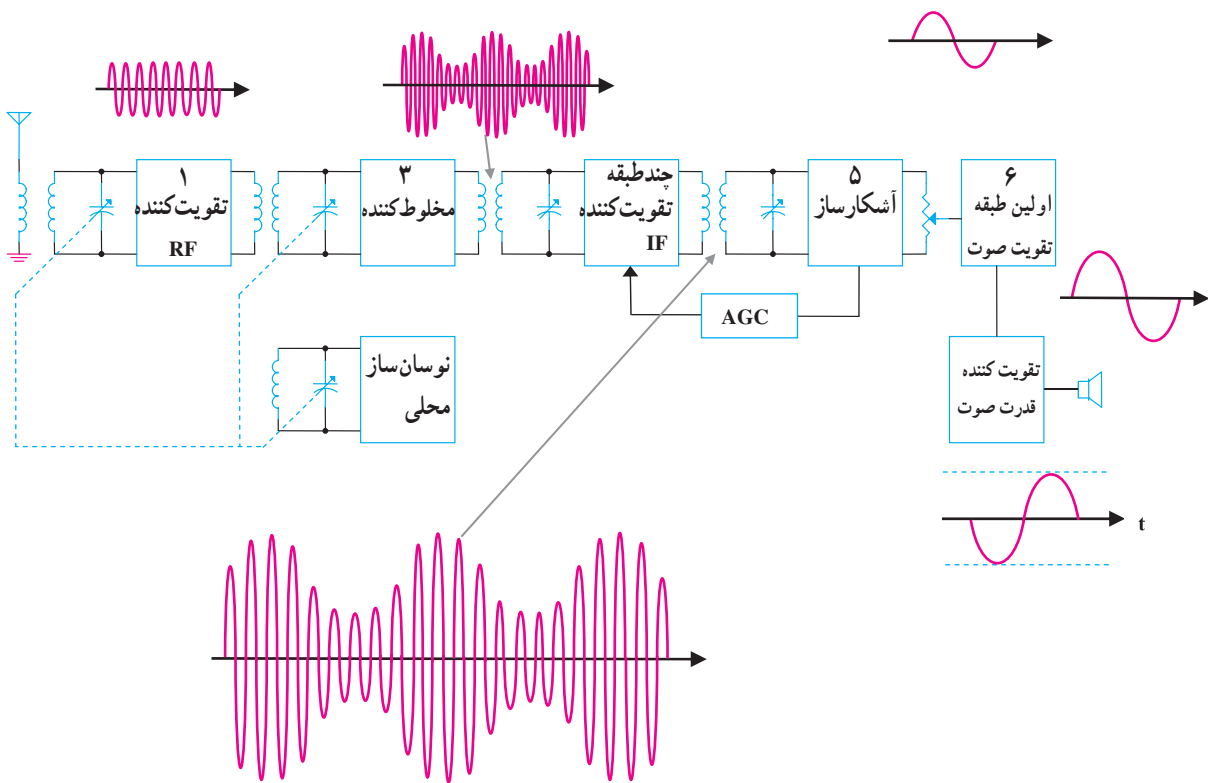 ۱
تقویت‌کننده
RF
۳
مخلوط‌کننده
چندطبقه
تقویت‌کننده
IF
۵
آشکارساز
۶
اولین طبقه
تقویت صوت
AGC
نوسان‌ساز
محلی
تقویت کننده
قدرت صوت
t